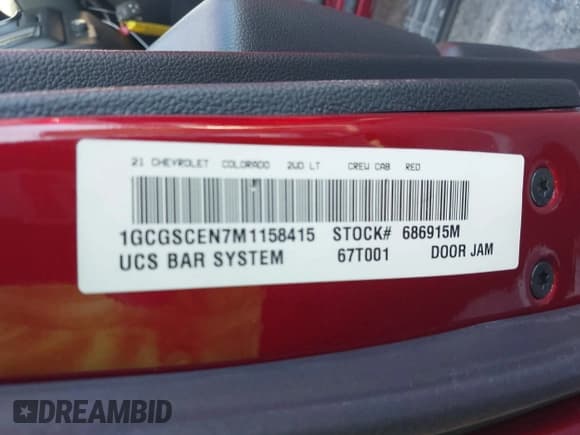 21 CHEVROLET COLORADO 2WD LT CREW CAB RED
1GCGSCEN7M1158415 STOCK# 686915M
UCS BAR SYSTEM 67T001 DOOR JAM
DREAMBID